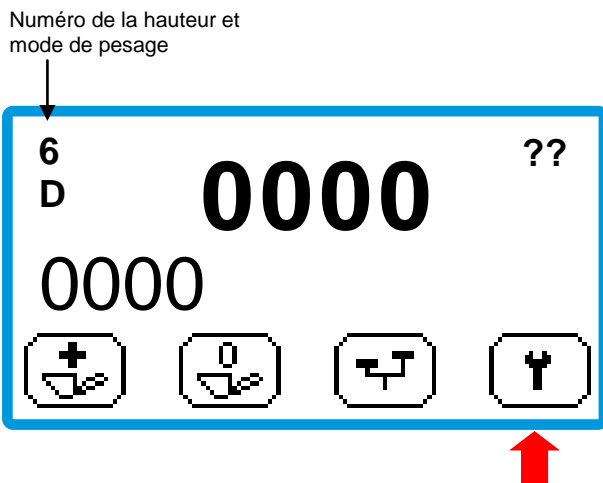 Numéro de la hauteur et
mode de pesage
6
D
0000
??
0000
0